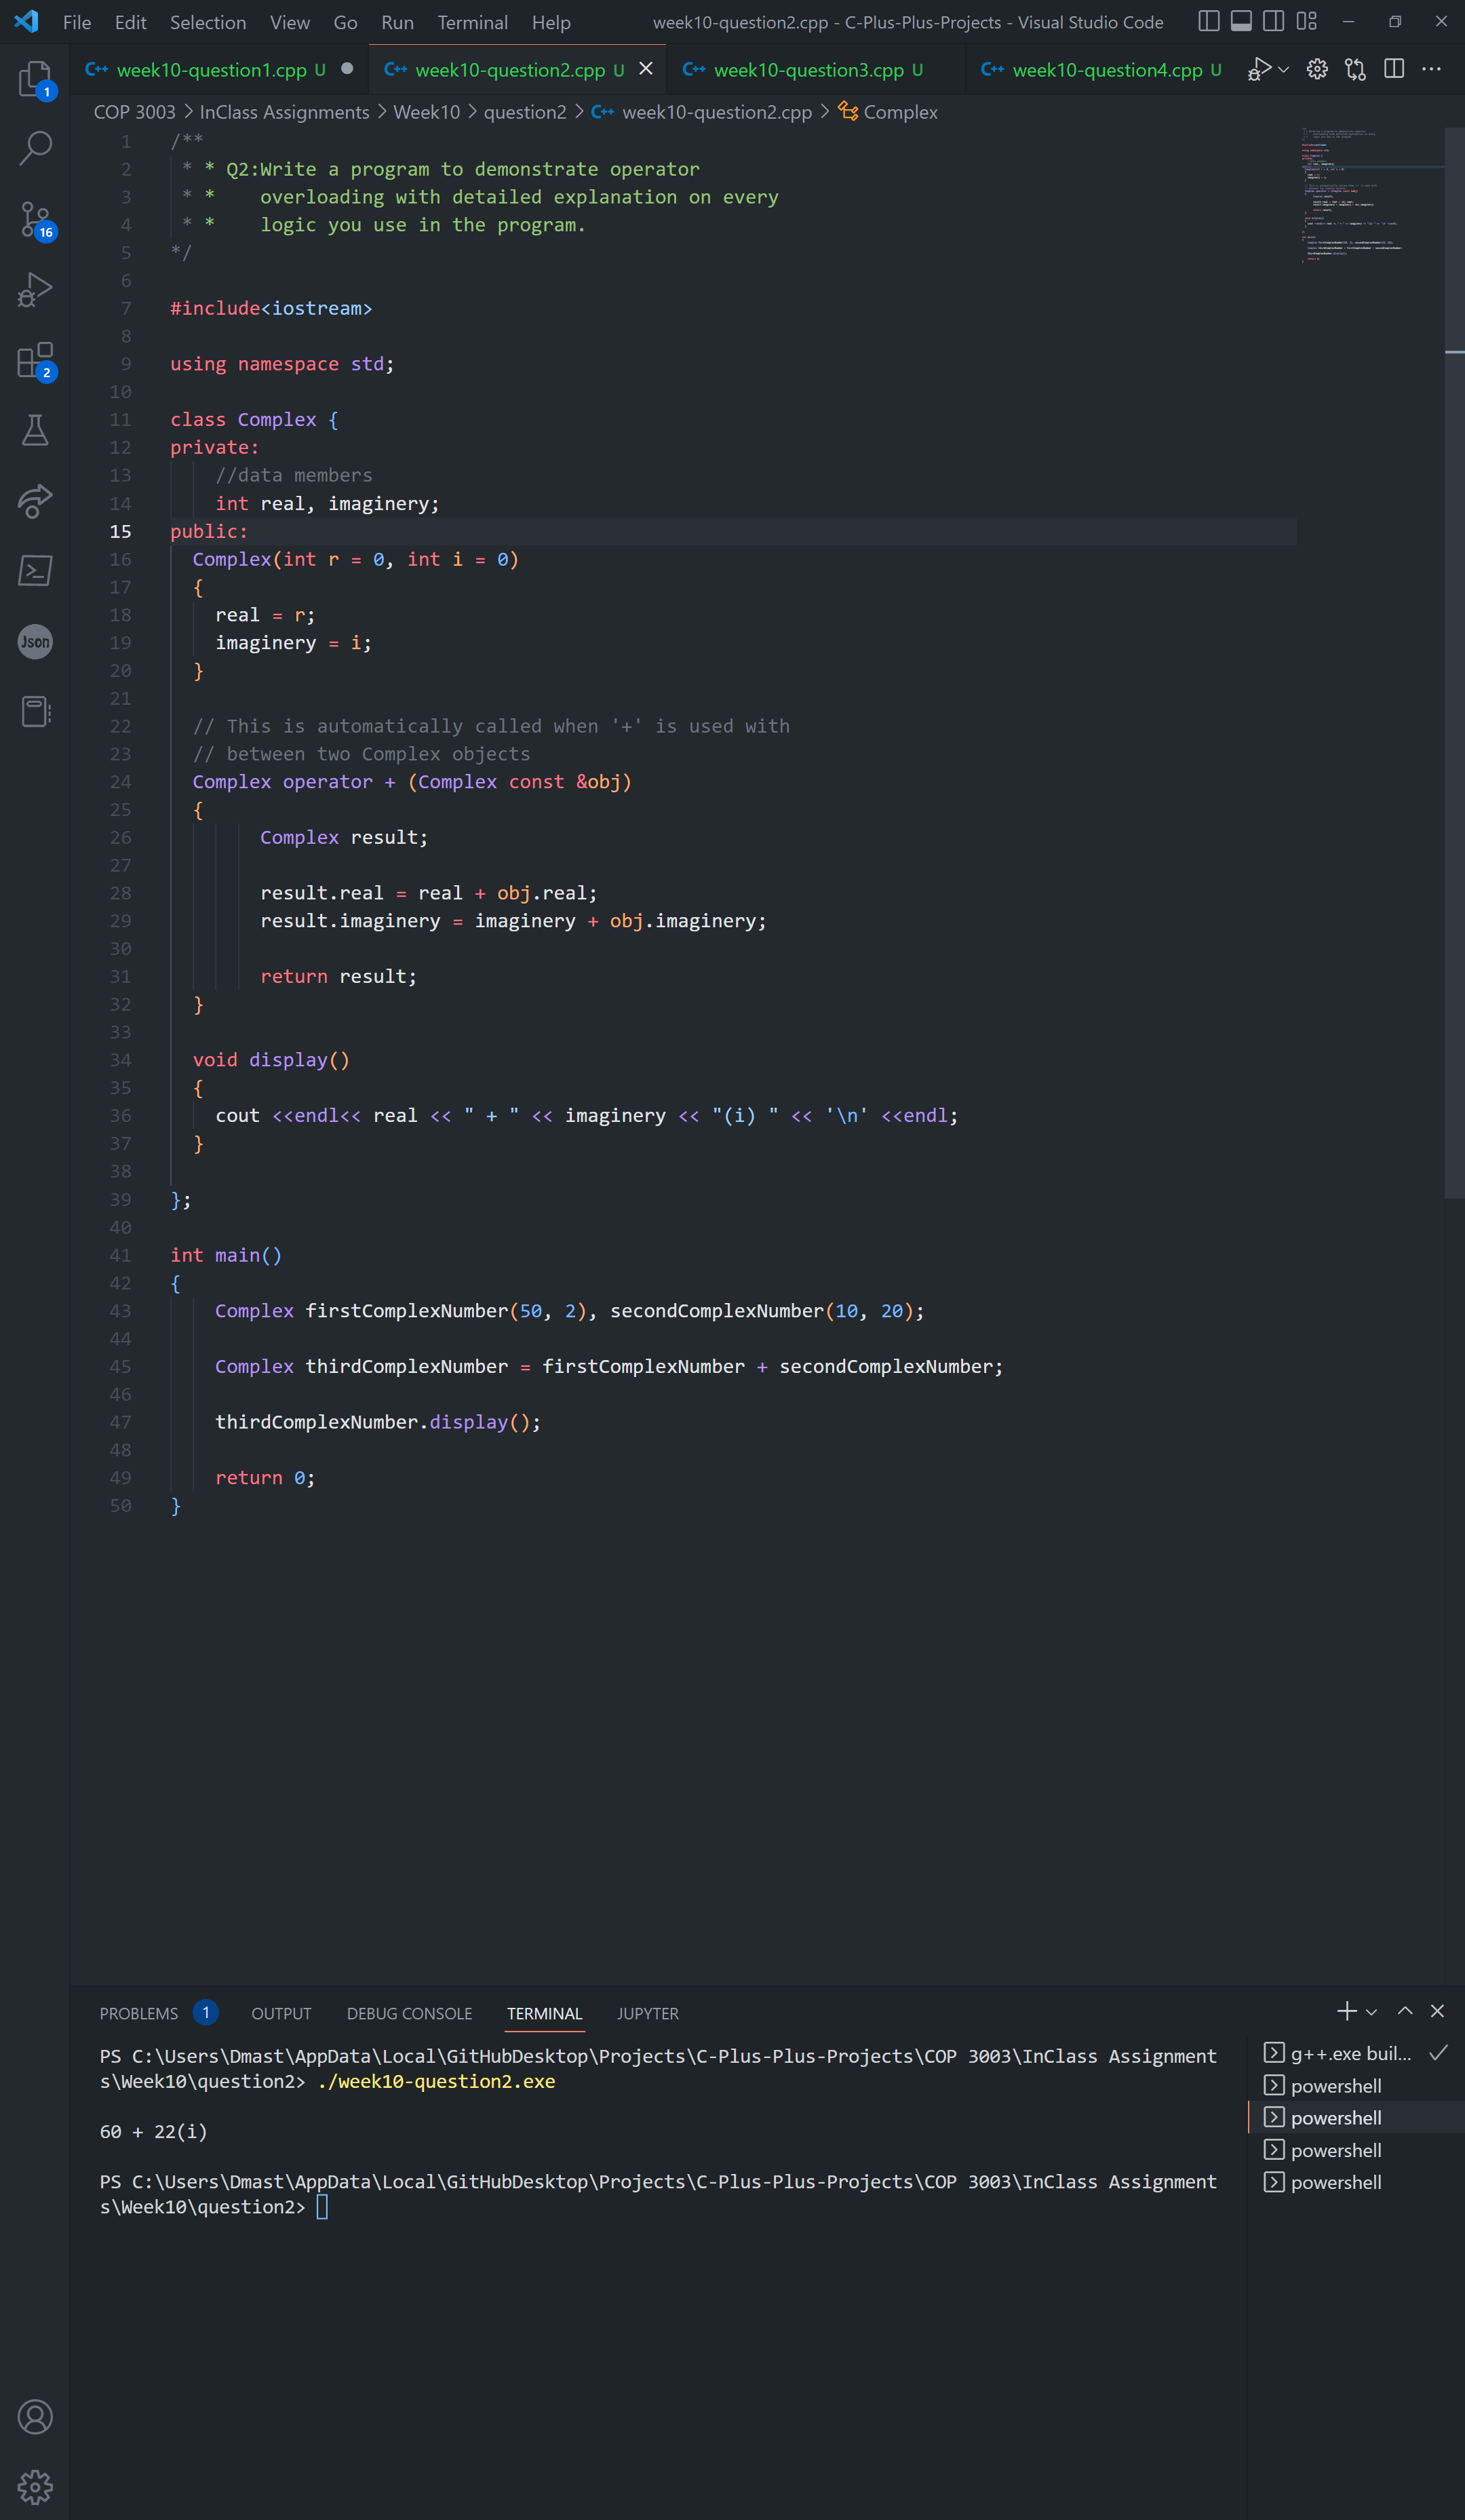 File Edit Selection View Go Run Terminal Help week10-question2.cpp - C-Plus-Plus-Projects - Visual Studio Code
week10-question1.cpp U week10-question2.cpp U week10-question3.cpp U week10-question4.cpp U
COP 3003 > InClass Assignments > Week10 > question2 > week10-question2.cpp > Complex
1 /**
2 * * Q2:Write a program to demonstrate operator
3 * * overloading with detailed explanation on every
4 * * logic you use in the program.
5 */
6
7 #include<iostream>
8
9 using namespace std;
10
11 class Complex {
12 private:
13 //data members
14 int real, imaginery;
15 public:
16 Complex(int r = 0, int i = 0)
17 {
18 real = r;
19 imaginery = i;
20 }
21
22 // This is automatically called when '+' is used with
23 // between two Complex objects
24 Complex operator + (Complex const &obj)
25 {
26 Complex result;
27
28 result.real = real + obj.real;
29 result.imaginery = imaginery + obj.imaginery;
30
31 return result;
32 }
33
34 void display()
35 {
36 cout <<endl<< real << " + " << imaginery << "(i) " << '\n' <<endl;
37 }
38
39 };
40
41 int main()
42 {
43 Complex firstComplexNumber(50, 2), secondComplexNumber(10, 20);
44
45 Complex thirdComplexNumber = firstComplexNumber + secondComplexNumber;
46
47 thirdComplexNumber.display();
48
49 return 0;
50 }
1
16
2
Json
PROBLEMS 1 OUTPUT DEBUG CONSOLE TERMINAL JUPYTER
PS C:\Users\Dmast\AppData\Local\GitHubDesktop\Projects\C-Plus-Plus-Projects\COP 3003\InClass Assignment
s\Week10\question2> ./week10-question2.exe
60 + 22(i)
PS C:\Users\Dmast\AppData\Local\GitHubDesktop\Projects\C-Plus-Plus-Projects\COP 3003\InClass Assignment
s\Week10\question2>
g++.exe buil...
powershell
powershell
powershell
powershell